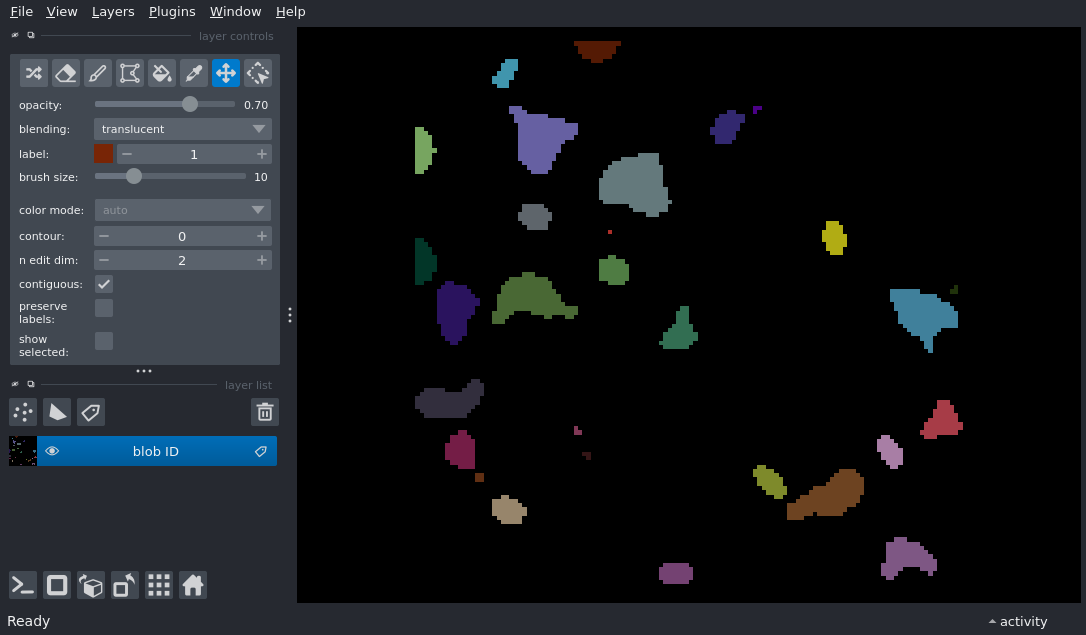 File View Layers Plugins Window Help
layer controls
opacity: 0.70
blending: translucent
label: 1
brush size: 10
color mode: auto
contour: 0
n edit dim: 2
contiguous:
preserve
labels:
show
selected:
layer list
blob ID
Ready
activity